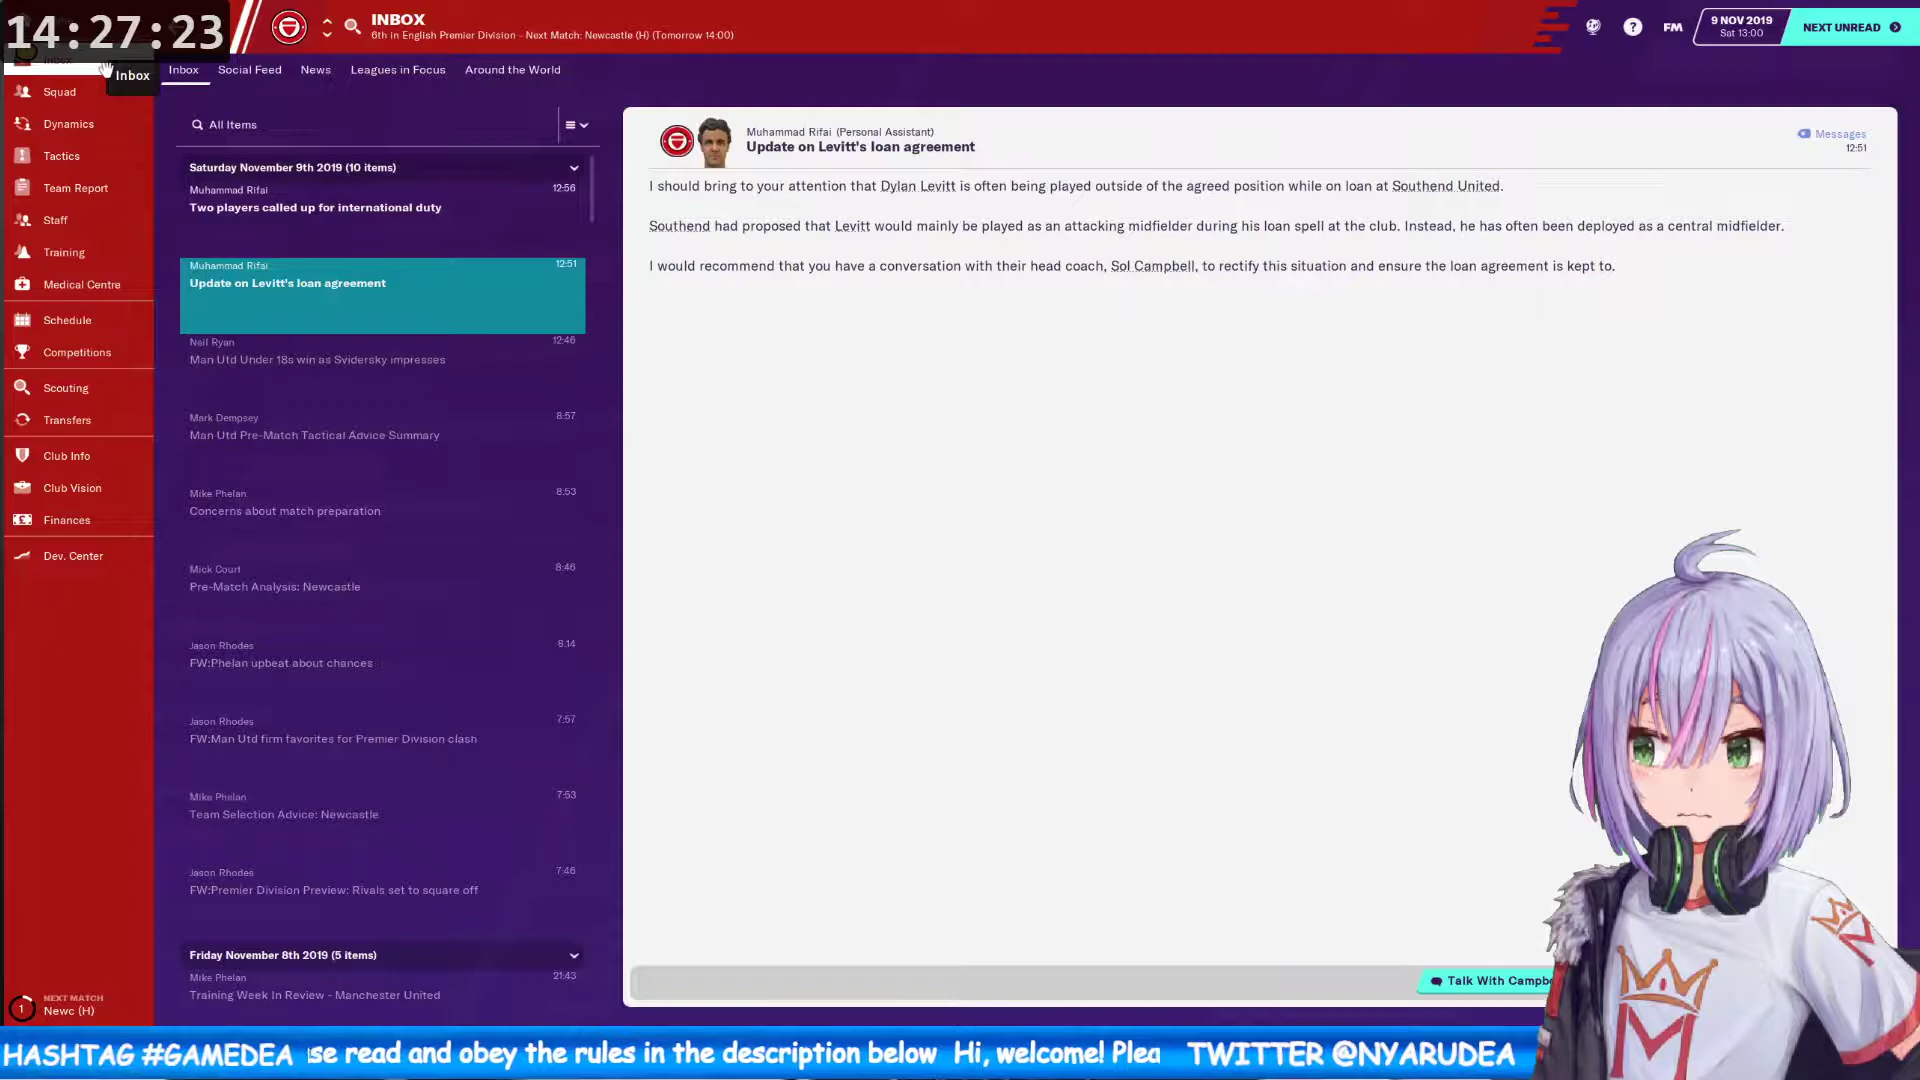 14:27:23
INBOX
6th in English Premier Division - Next Match: Newcastle (H) (Tomorrow 14:00)
FM
9 NOV 2019
Sat 13:00
NEXT UNREAD
Inbox
Inbox
Inbox
Social Feed
News
Leagues in Focus
Around the World
Squad
Dynamics
Tactics
Team Report
Staff
Training
Medical Centre
Schedule
Competitions
Scouting
Transfers
Club Info
Club Vision
Finances
Dev. Center
1
NEXT MATCH
Newc (H)
All Items
Saturday November 9th 2019 (10 items)
Muhammad Rifai 12:56
Two players called up for international duty
Muhammad Rifai 12:51
Update on Levitt's loan agreement
Neil Ryan 12:46
Man Utd Under 18s win as Svidersky impresses
Mark Dempsey 8:57
Man Utd Pre-Match Tactical Advice Summary
Mike Phelan 8:53
Concerns about match preparation
Mick Court 8:46
Pre-Match Analysis: Newcastle
Jason Rhodes 8:14
FW:Phelan upbeat about chances
Jason Rhodes 7:57
FW:Man Utd firm favorites for Premier Division clash
Mike Phelan 7:53
Team Selection Advice: Newcastle
Jason Rhodes 7:46
FW:Premier Division Preview: Rivals set to square off
Friday November 8th 2019 (5 items)
Mike Phelan 21:43
Training Week In Review - Manchester United
Muhammad Rifai (Personal Assistant)
Update on Levitt's loan agreement
Messages
12:51
I should bring to your attention that Dylan Levitt is often being played outside of the agreed position while on loan at Southend United.
Southend had proposed that Levitt would mainly be played as an attacking midfielder during his loan spell at the club. Instead, he has often been deployed as a central midfielder.
I would recommend that you have a conversation with their head coach, Sol Campbell, to rectify this situation and ensure the loan agreement is kept to.
Talk With Campbe
M
M
HASHTAG #GAMEDEA
se read and obey the rules in the description below Hi, welcome! Plea
TWITTER @NYARUDEA